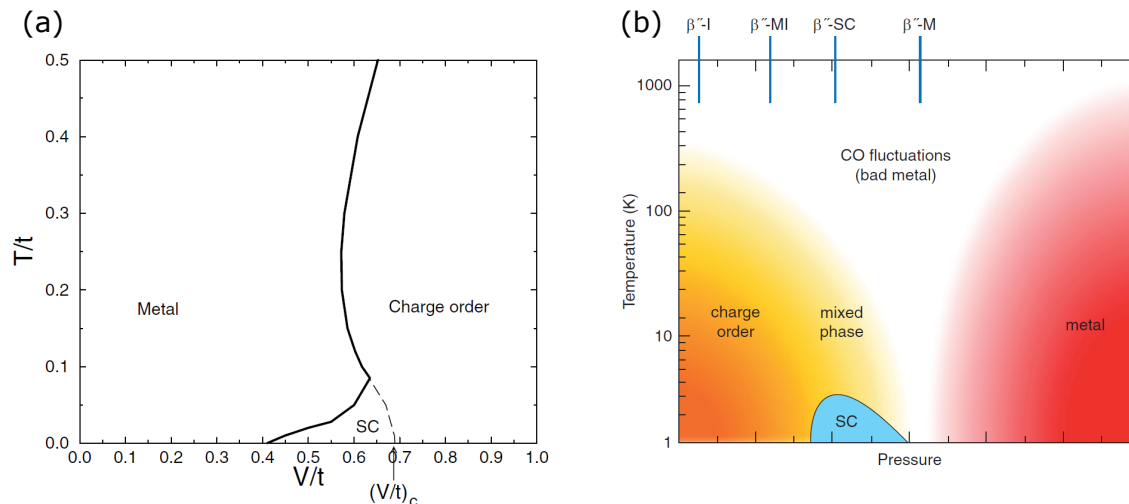 (a)
0.5
0.4
0.3
0.2
0.1
0.0
T/t
Metal
Charge order
SC
0.0 0.1 0.2 0.3 0.4 0.5 0.6 0.7 0.8 0.9 1.0
V/t
(V/t)c
(b)
β″-I β″-MI β″-SC β″-M
1000
100
10
1
Temperature (K)
CO fluctuations
(bad metal)
charge
order
mixed
phase
metal
SC
Pressure